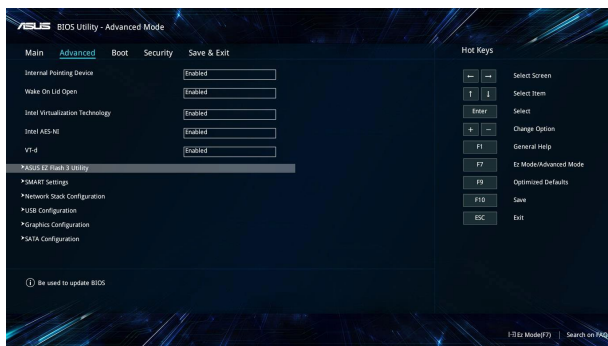 ASUS BIOS Utility - Advanced Mode
Main Advanced Boot Security Save & Exit
Internal Pointing Device Enabled
Wake On Lid Open Enabled
Intel Virtualization Technology Enabled
Intel AES-NI Enabled
VT-d Enabled
ASUS EZ Flash 3 Utility
SMART Settings
Network Stack Configuration
USB Configuration
Graphics Configuration
SATA Configuration
Be used to update BIOS
Hot Keys
← → Select Screen
↑ ↓ Select Item
Enter Select
+ − Change Option
F1 General Help
F7 Ez Mode/Advanced Mode
F9 Optimized Defaults
F10 Save
ESC Exit
Ez Mode(F7) | Search on FAQ